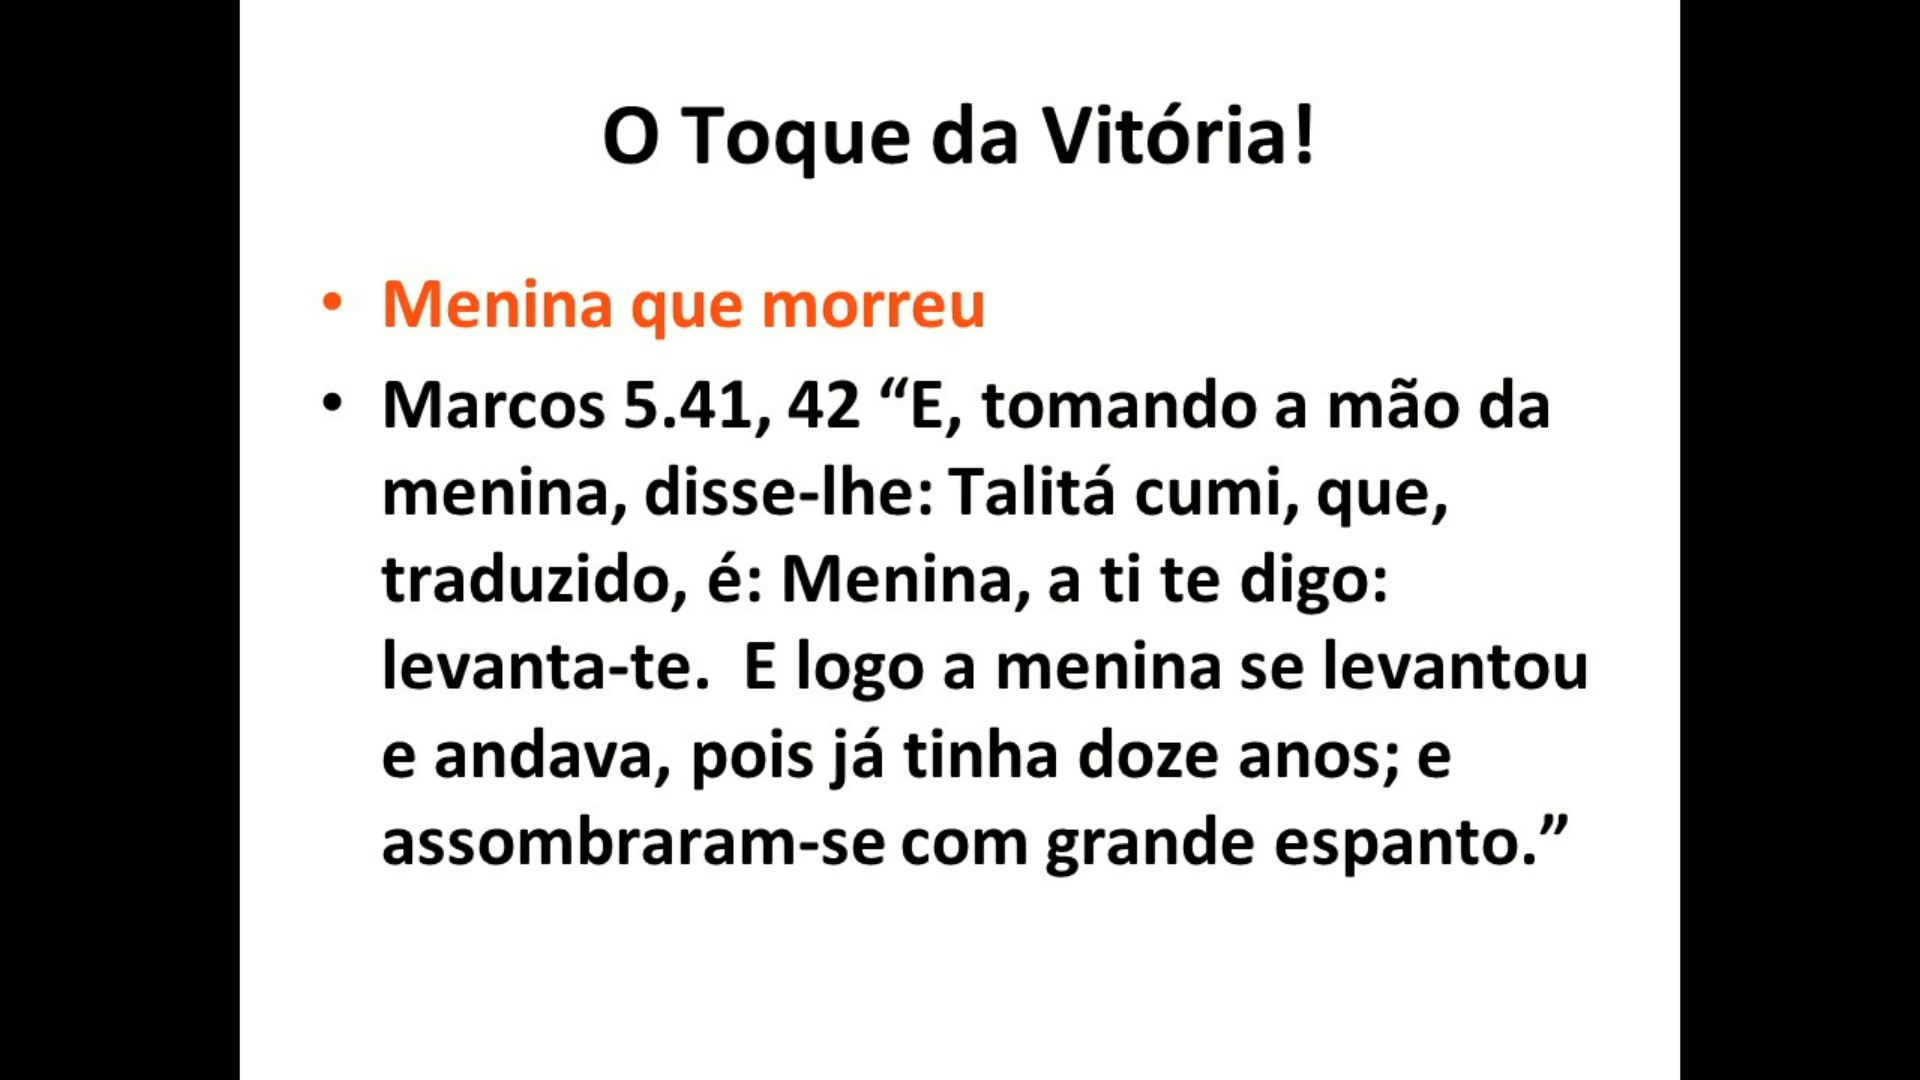 O Toque da Vitória!
• Menina que morreu
• Marcos 5.41, 42 “E, tomando a mão da
menina, disse-lhe: Talitá cumi, que,
traduzido, é: Menina, a ti te digo:
levanta-te.  E logo a menina se levantou
e andava, pois já tinha doze anos; e
assombraram-se com grande espanto.”